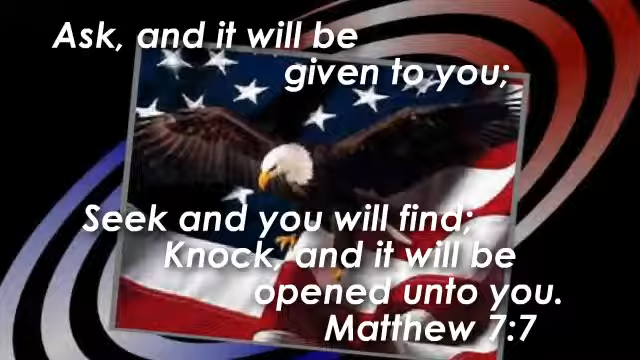 Ask, and it will be
given to you;
Seek and you will find;
Knock, and it will be
opened unto you.
Matthew 7:7